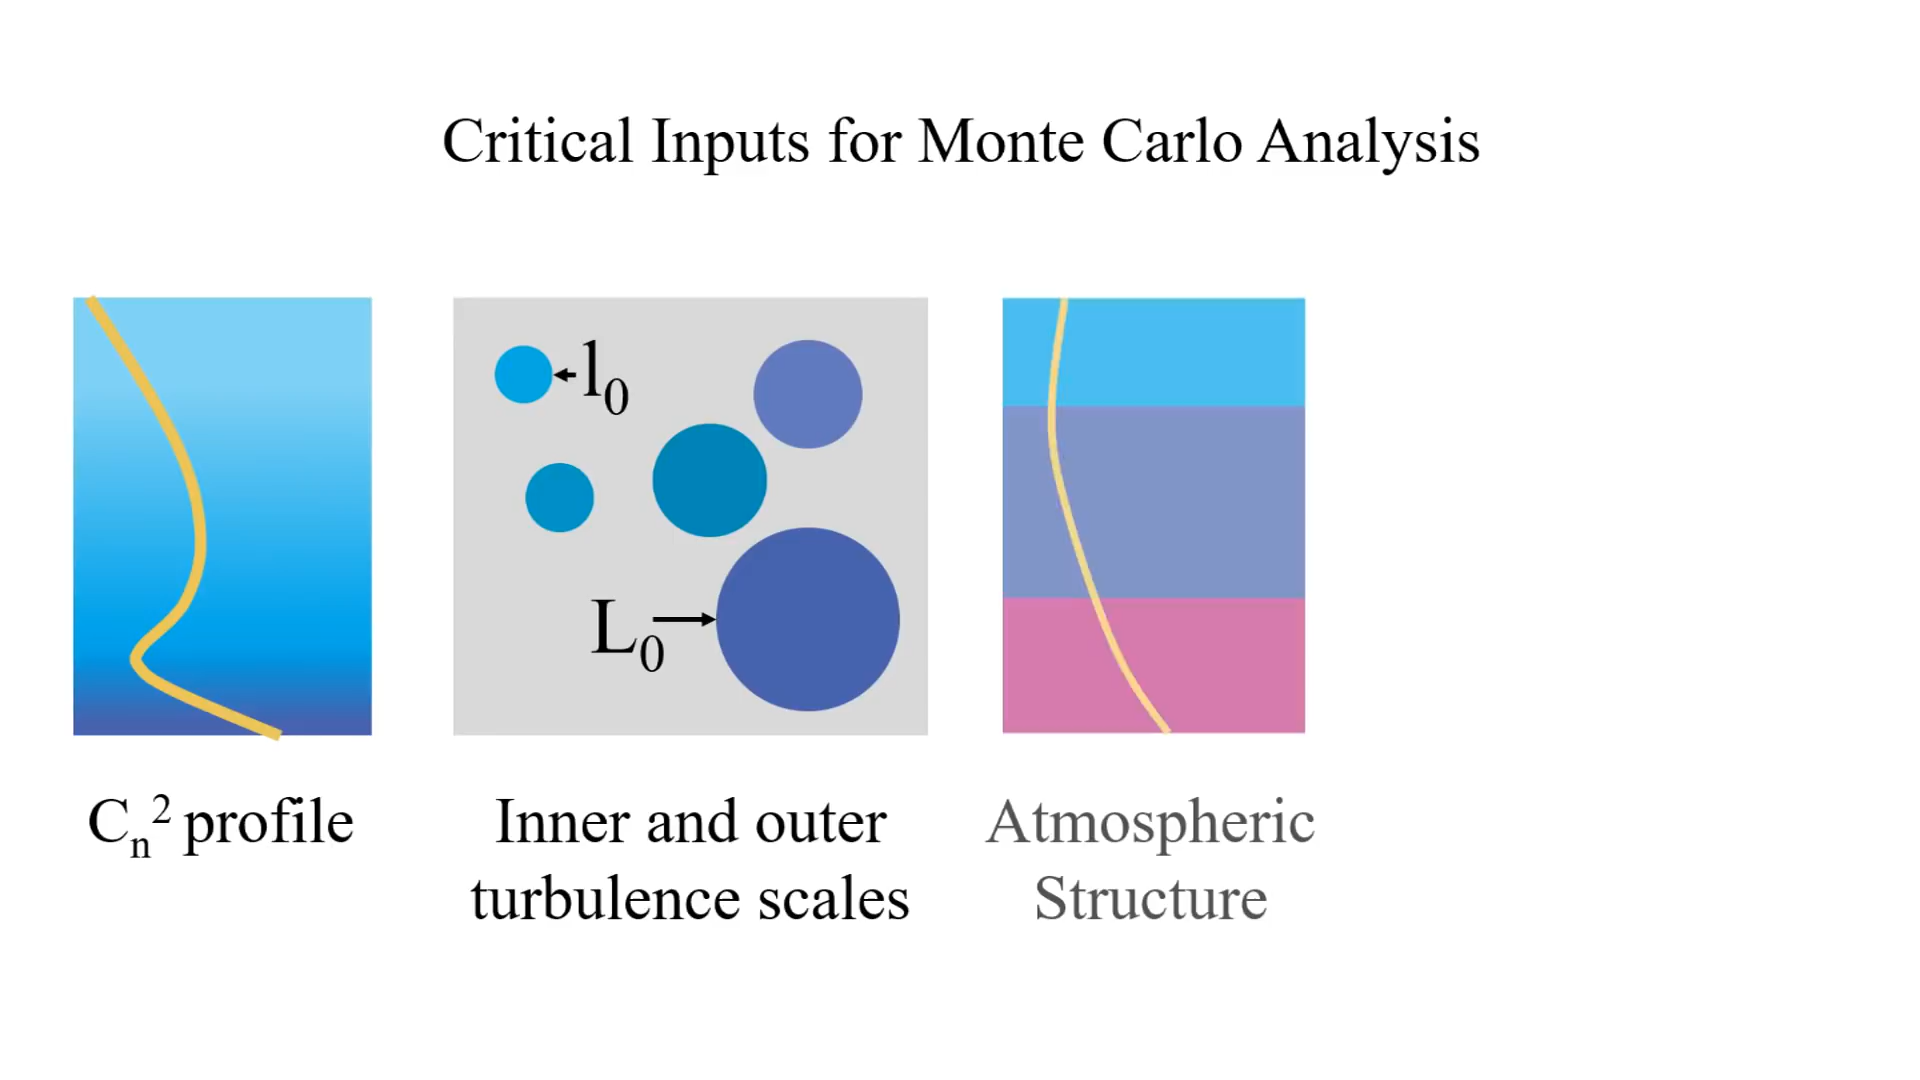 Critical Inputs for Monte Carlo Analysis
l₀
L₀
Cₙ² profile
Inner and outer
turbulence scales
Atmospheric
Structure